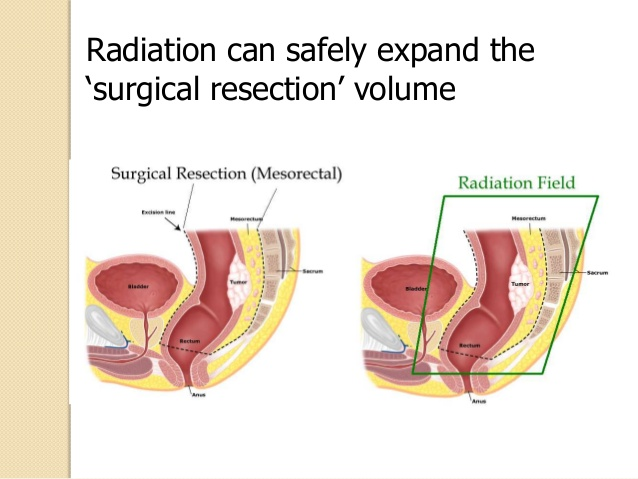 Radiation can safely expand the
‘surgical resection’ volume
Surgical Resection (Mesorectal)
Excision line
Mesorectum
Sacrum
Tumor
Bladder
Rectum
Anus
Radiation Field
Mesorectum
Sacrum
Tumor
Bladder
Rectum
Anus